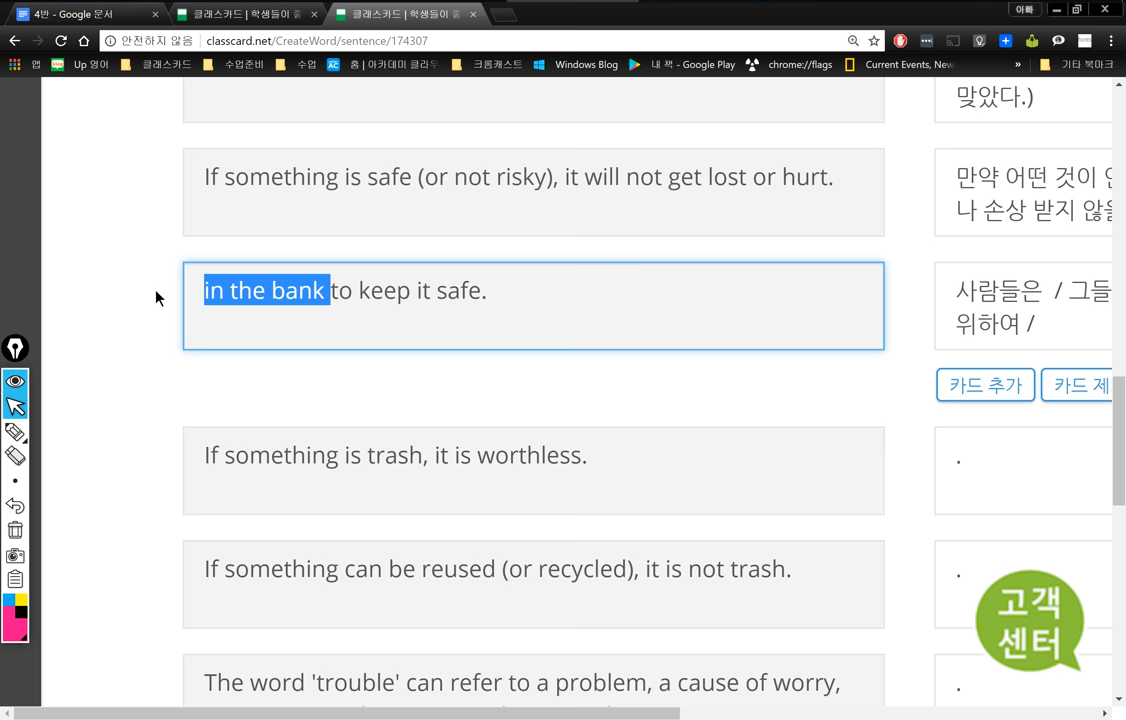 4반 - Google 문서
클래스카드 | 학생들이 좋
클래스카드 | 학생들이 좋
아빠
안전하지 않음 classcard.net/CreateWord/sentence/174307
앱 Up 영어 클래스카드 수업준비 수업 AC 홈 | 아카데미 클라우 크롬캐스트 Windows Blog 내 책 - Google Play chrome://flags Current Events, New » 기타 북마크
맞았다.)
If something is safe (or not risky), it will not get lost or hurt.
만약 어떤 것이
나 손상 받지 않을
in the bank to keep it safe.
사람들은 / 그들
위하여 /
카드 추가
카드 제
If something is trash, it is worthless.
.
If something can be reused (or recycled), it is not trash.
.
고객
센터
The word 'trouble' can refer to a problem, a cause of worry,
.